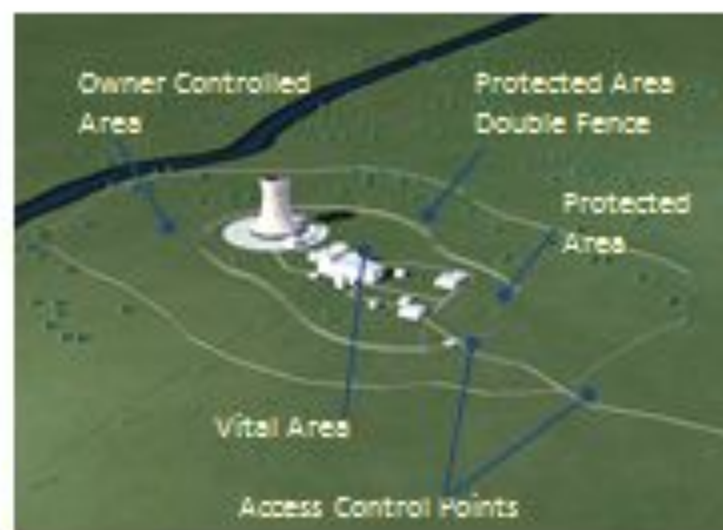 Owner Controlled
Area
Protected Area
Double Fence
Protected
Area
Vital Area
Access Control Points